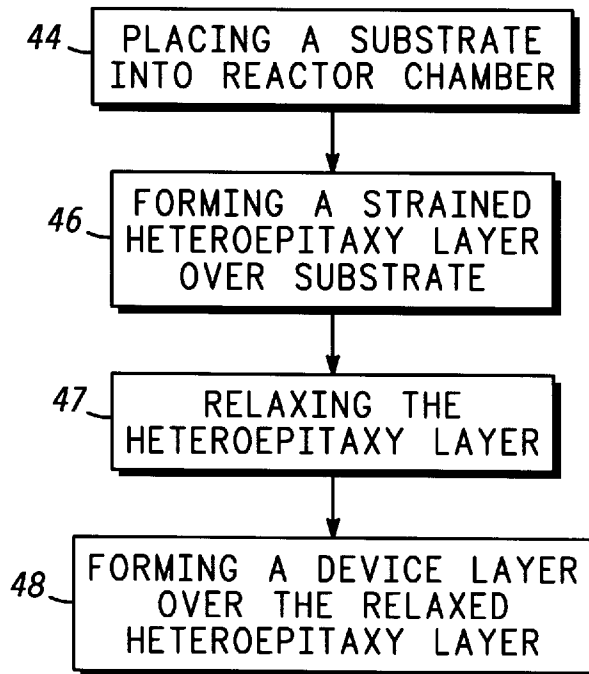 44
PLACING A SUBSTRATE
INTO REACTOR CHAMBER
46
FORMING A STRAINED
HETEROEPITAXY LAYER
OVER SUBSTRATE
47
RELAXING THE
HETEROEPITAXY LAYER
48
FORMING A DEVICE LAYER
OVER THE RELAXED
HETEROEPITAXY LAYER